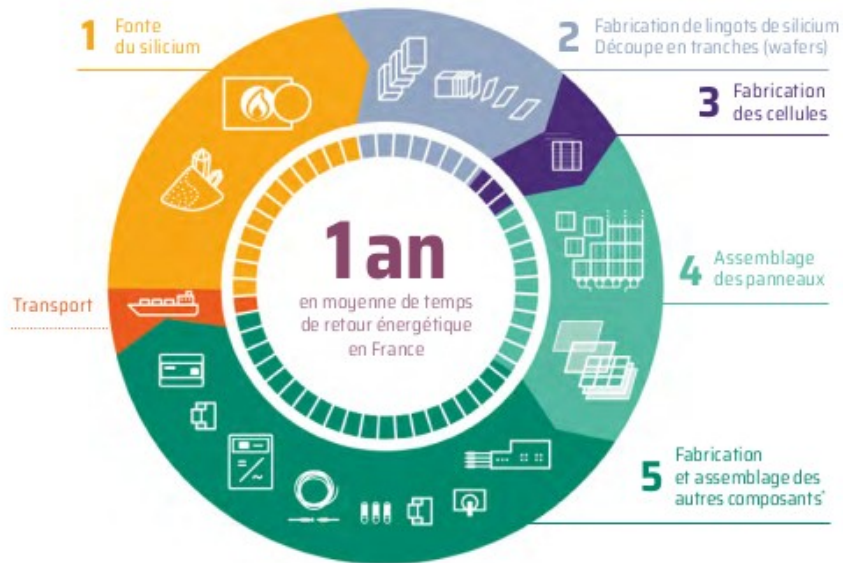 1 Fonte
du silicium
2 Fabrication de lingots de silicium
Découpe en tranches (wafers)
3 Fabrication
des cellules
4 Assemblage
des panneaux
5 Fabrication
et assemblage des
autres composants*
Transport
1 an
en moyenne de temps
de retour énergétique
en France